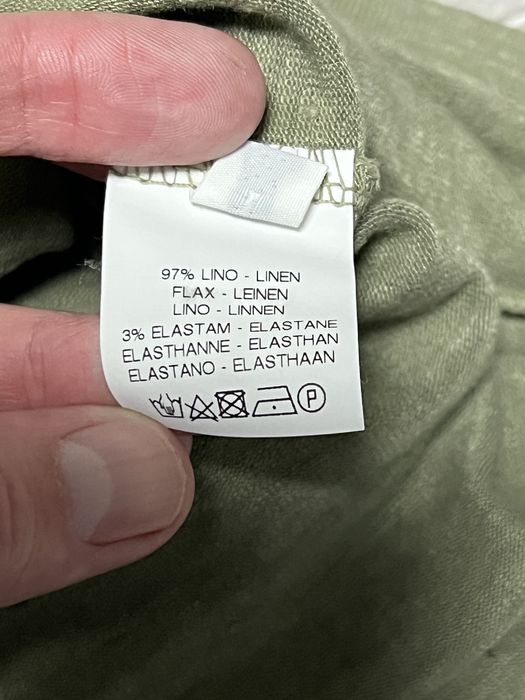 97% LINO - LINEN
FLAX - LEINEN
LINO - LINNEN
3% ELASTAM - ELASTANE
ELASTHANNE - ELASTHAN
ELASTANO - ELASTHAAN
P